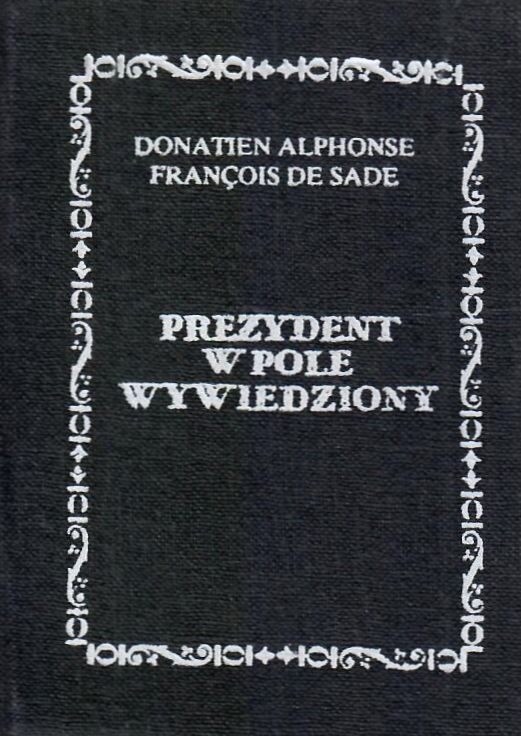 DONATIEN ALPHONSE
FRANÇOIS DE SADE
PREZYDENT
W POLE
WYWIEDZIONY